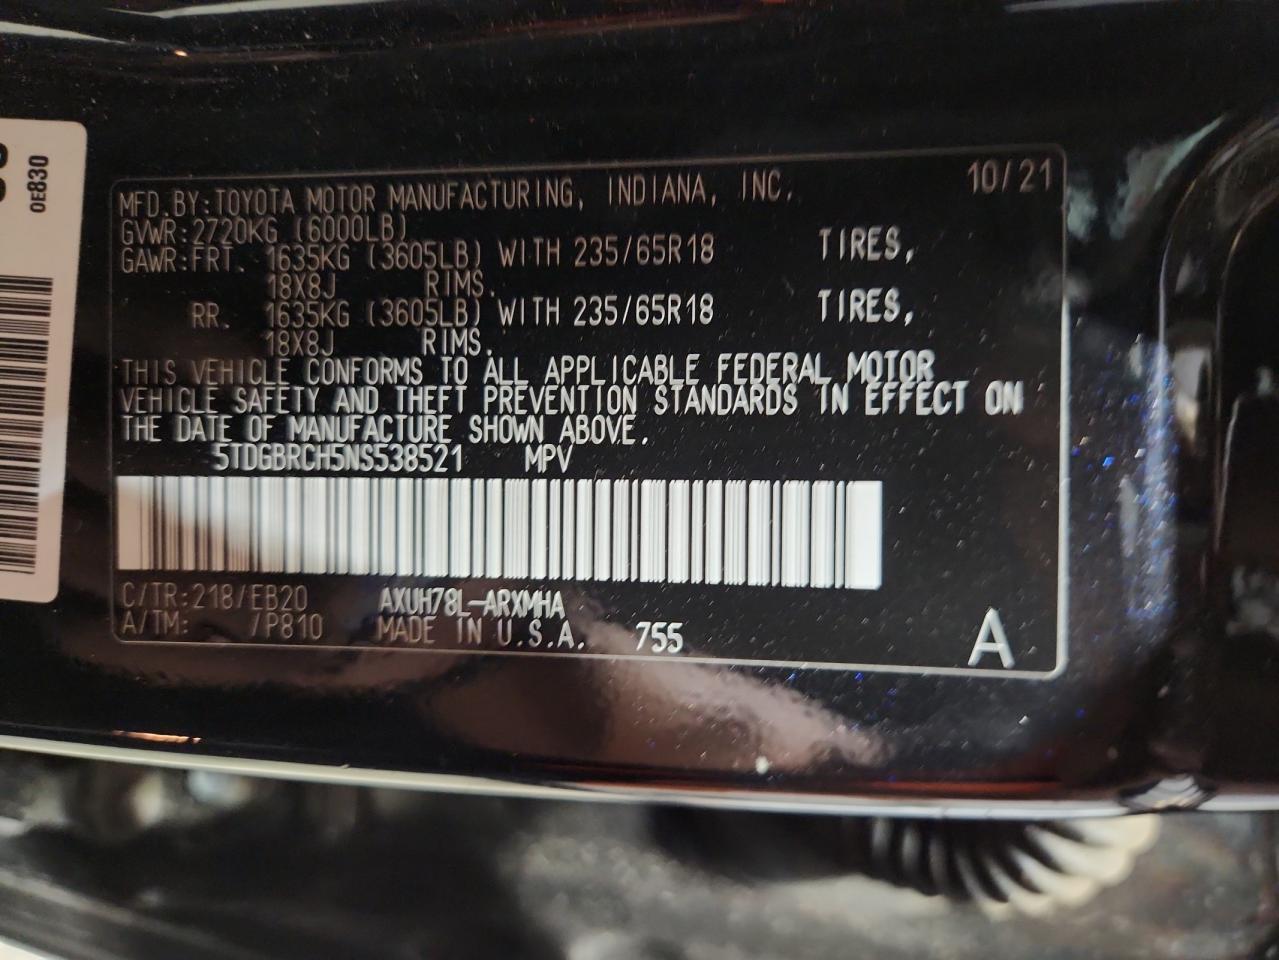 0E830
MFD.BY:TOYOTA MOTOR MANUFACTURING, INDIANA, INC. 10/21
GVWR:2720KG (6000LB)
GAWR:FRT. 1635KG (3605LB) WITH 235/65R18 TIRES,
18X8J RIMS.
RR. 1635KG (3605LB) WITH 235/65R18 TIRES,
18X8J RIMS.
THIS VEHICLE CONFORMS TO ALL APPLICABLE FEDERAL MOTOR
VEHICLE SAFETY AND THEFT PREVENTION STANDARDS IN EFFECT ON
THE DATE OF MANUFACTURE SHOWN ABOVE.
5TDGBRCH5NS538521 MPV
C/TR:218/EB20 AXUH78L-ARXMHA
A/TM: /P810 MADE IN U.S.A. 755 A